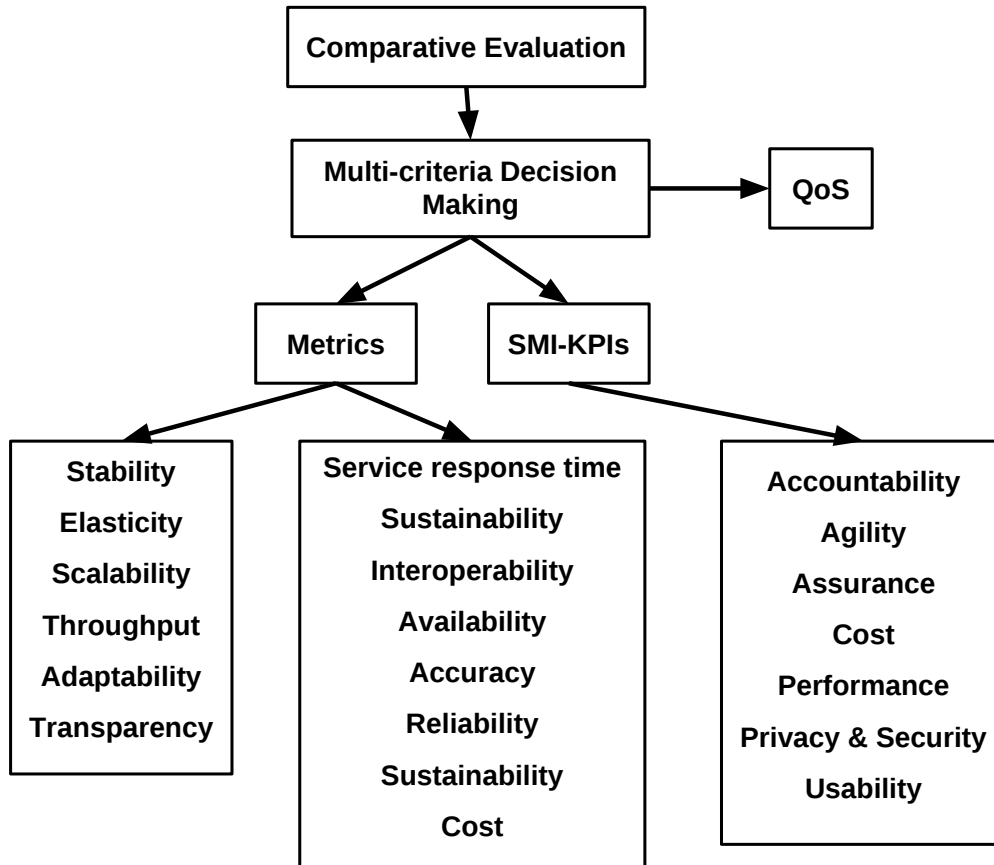 Comparative Evaluation
Multi-criteria Decision
Making
QoS
Metrics
SMI-KPIs
Stability
Elasticity
Scalability
Throughput
Adaptability
Transparency
Service response time
Sustainability
Interoperability
Availability
Accuracy
Reliability
Sustainability
Cost
Accountability
Agility
Assurance
Cost
Performance
Privacy & Security
Usability